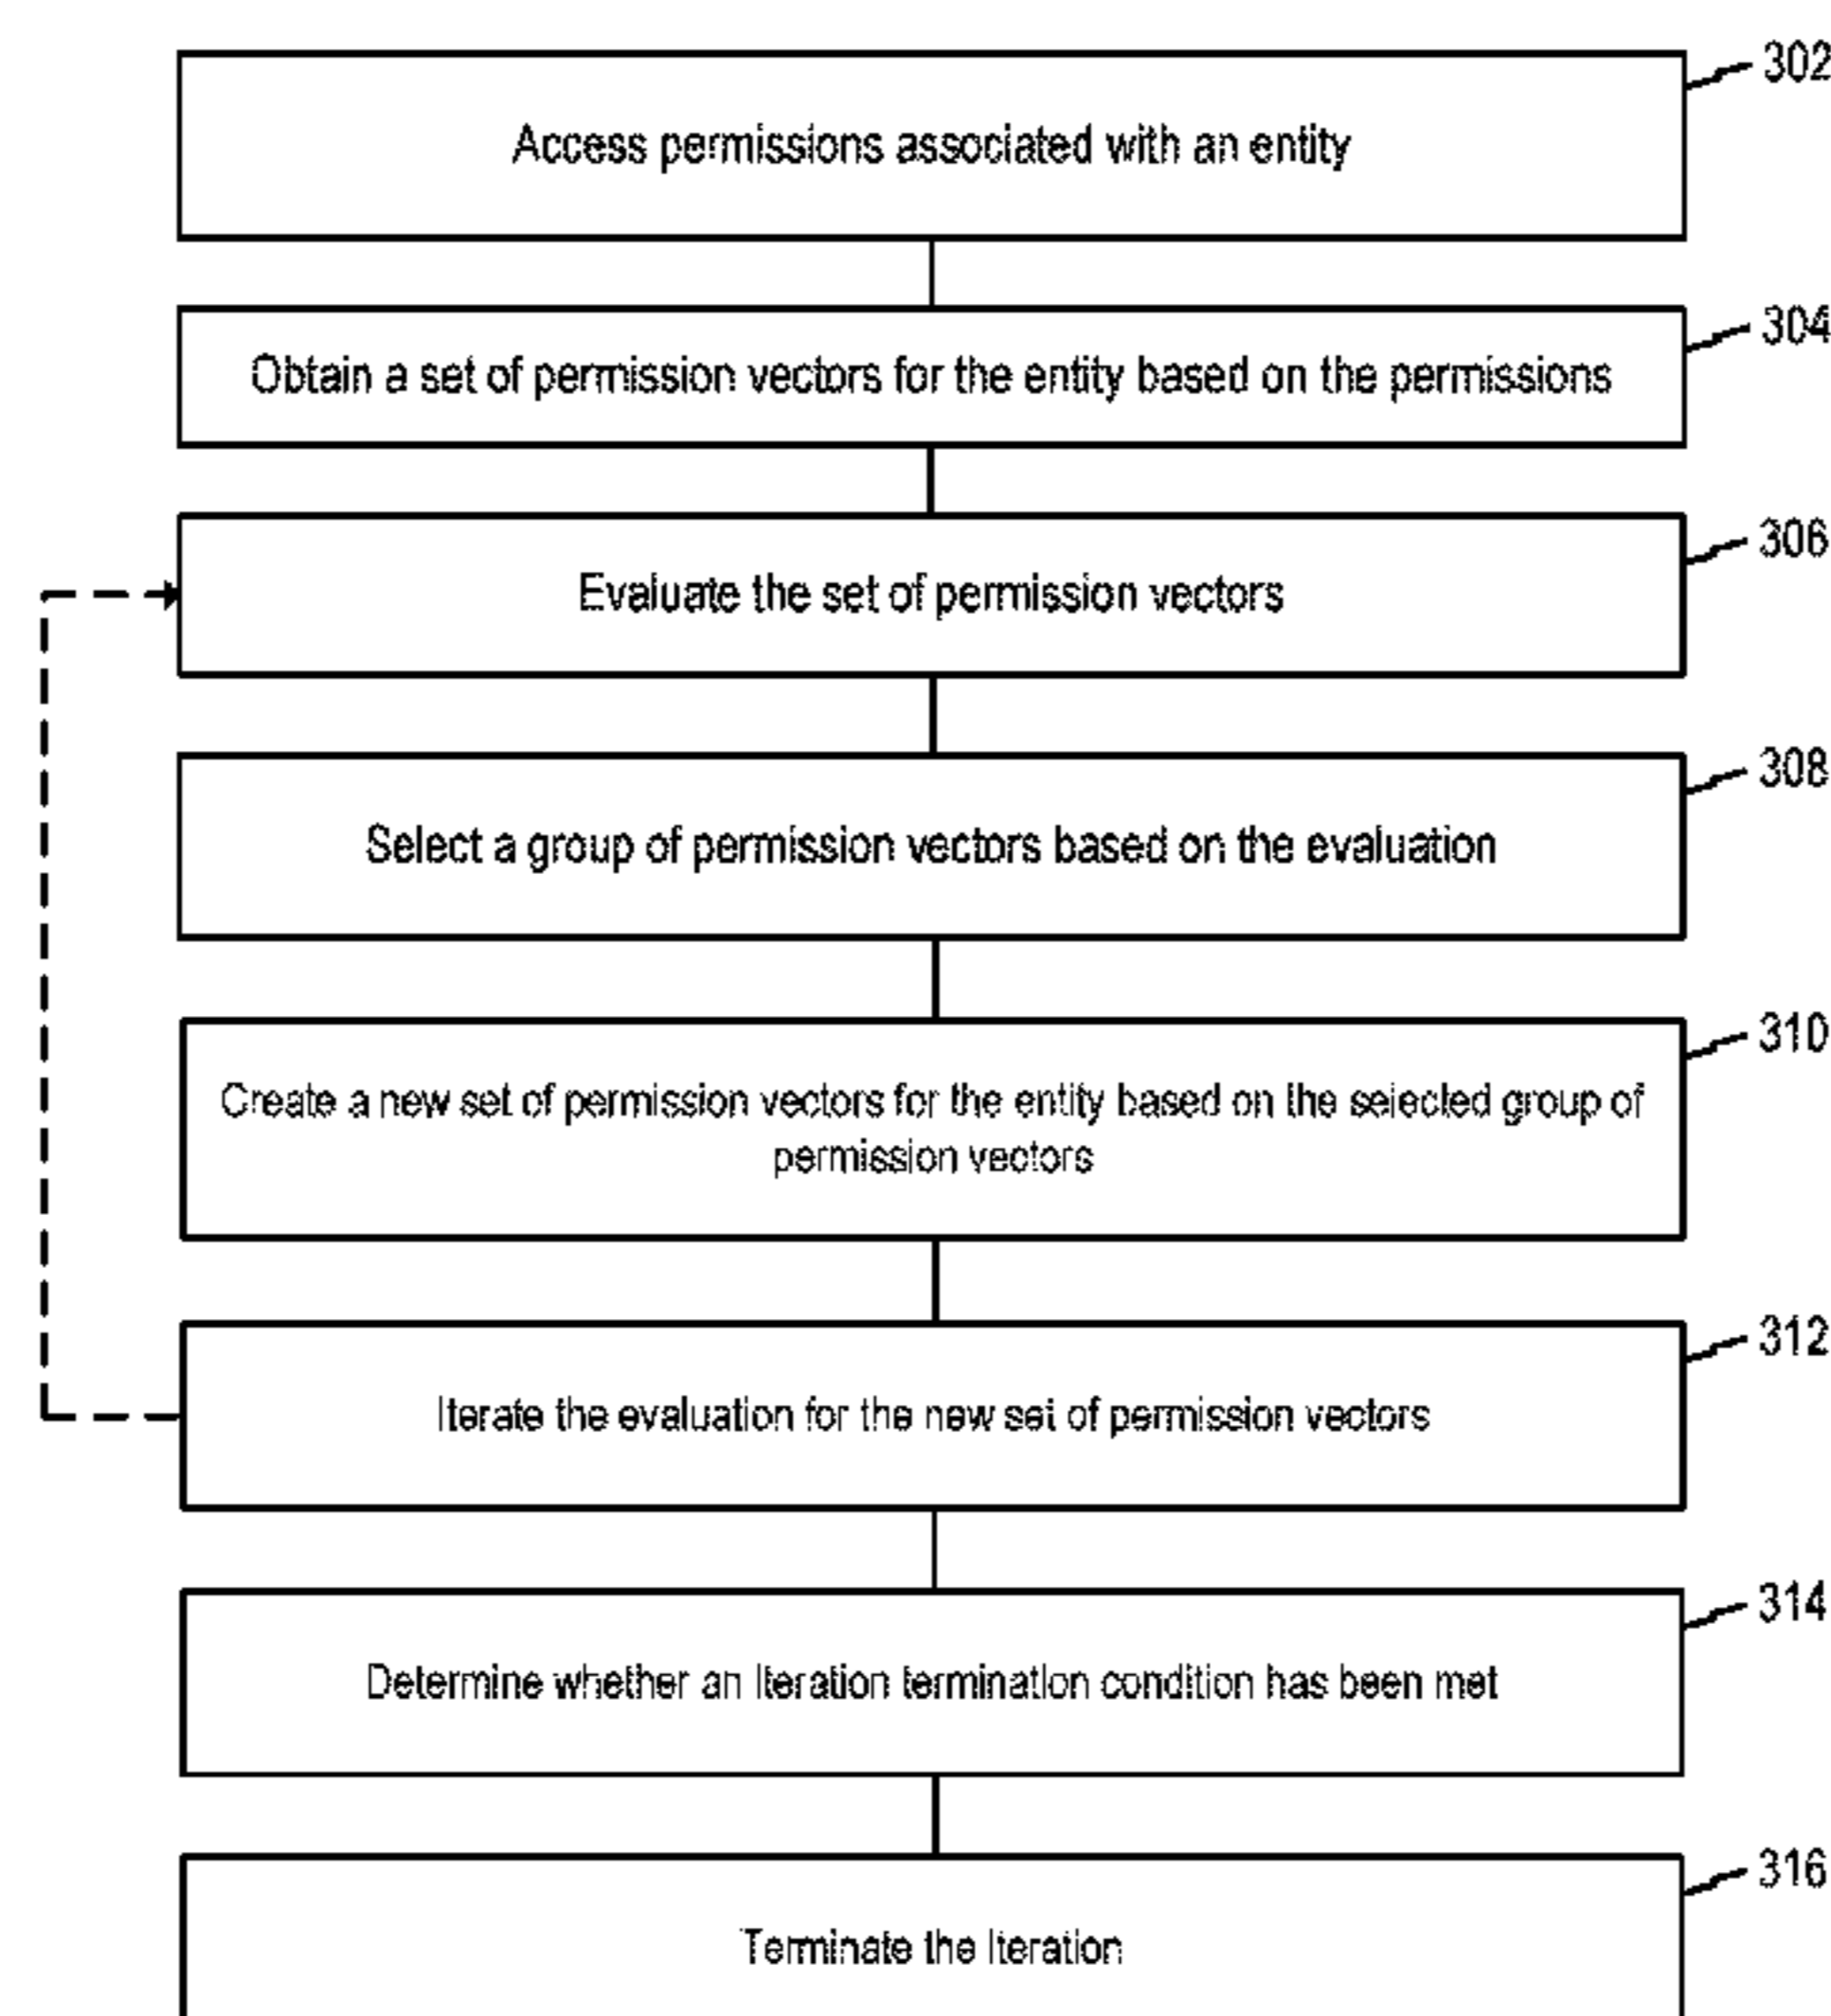 302
Access permissions associated with an entity
304
Obtain a set of permission vectors for the entity based on the permissions
306
Evaluate the set of permission vectors
308
Select a group of permission vectors based on the evaluation
310
Create a new set of permission vectors for the entity based on the selected group of
permission vectors
312
Iterate the evaluation for the new set of permission vectors
314
Determine whether an Iteration termination condition has been met
316
Terminate the Iteration